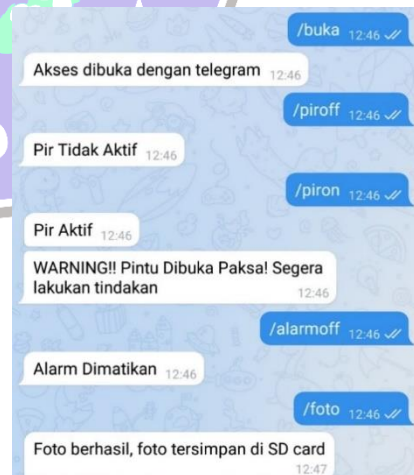 /buka 12:46
Akses dibuka dengan telegram 12:46
/piroff 12:46
Pir Tidak Aktif 12:46
/piron 12:46
Pir Aktif 12:46
WARNING!! Pintu Dibuka Paksa! Segera
lakukan tindakan 12:46
/alarmoff 12:46
Alarm Dimatikan 12:46
/foto 12:46
Foto berhasil, foto tersimpan di SD card
12:47